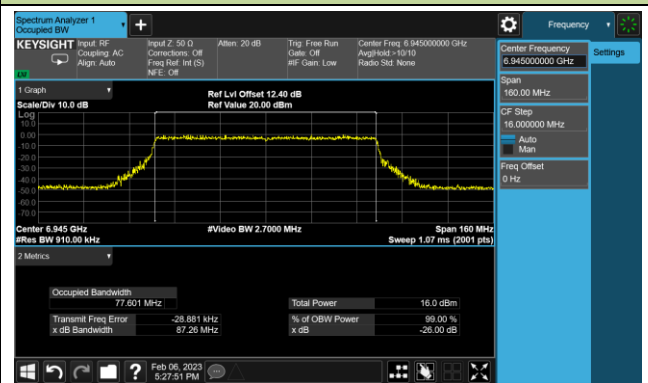 Spectrum Analyzer 1
Occupied BW
Frequency
KEYSIGHT
Input: RF
Coupling: AC
Align: Auto
Input Z: 50 Ω
Corrections: Off
Freq Ref: Int (S)
NFE: Off
Atten: 20 dB
Trig: Free Run
Gate: Off
#IF Gain: Low
Center Freq: 6.945000000 GHz
Avg|Hold:>10/10
Radio Std: None
Center Frequency
6.945000000 GHz
Settings
Span
160.00 MHz
CF Step
16.000000 MHz
Auto
Man
Freq Offset
0 Hz
1 Graph
Scale/Div 10.0 dB
Ref Lvl Offset 12.40 dB
Ref Value 20.00 dBm
Log
10.0
0.00
-10.0
-20.0
-30.0
-40.0
-50.0
-60.0
-70.0
Center 6.945 GHz
#Res BW 910.00 kHz
#Video BW 2.7000 MHz
Span 160 MHz
Sweep 1.07 ms (2001 pts)
2 Metrics
Occupied Bandwidth
77.601 MHz
Total Power 16.0 dBm
Transmit Freq Error -28.881 kHz
% of OBW Power 99.00 %
x dB Bandwidth 87.26 MHz
x dB -26.00 dB
?
Feb 06, 2023
5:27:51 PM